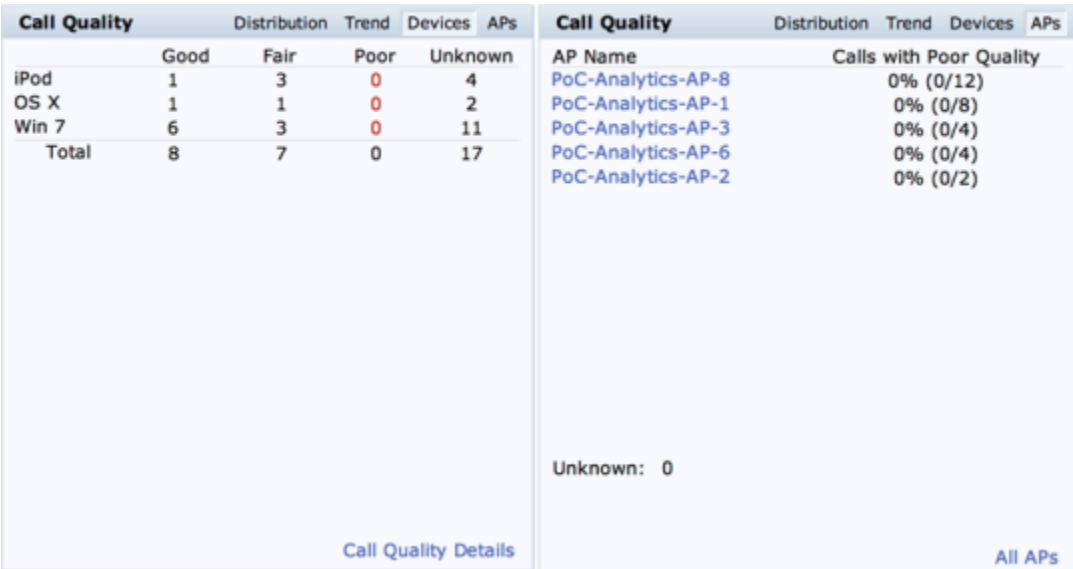 Call Quality Distribution Trend Devices APs
Good Fair Poor Unknown
iPod 1 3 0 4
OS X 1 1 0 2
Win 7 6 3 0 11
Total 8 7 0 17
Call Quality Details
Call Quality Distribution Trend Devices APs
AP Name Calls with Poor Quality
PoC-Analytics-AP-8 0% (0/12)
PoC-Analytics-AP-1 0% (0/8)
PoC-Analytics-AP-3 0% (0/4)
PoC-Analytics-AP-6 0% (0/4)
PoC-Analytics-AP-2 0% (0/2)
Unknown: 0
All APs